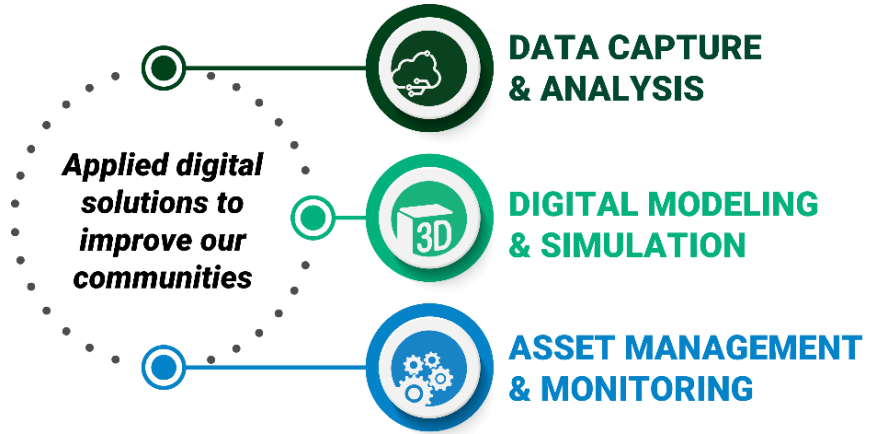 Applied digital
solutions to
improve our
communities
DATA CAPTURE
& ANALYSIS
3D
DIGITAL MODELING
& SIMULATION
ASSET MANAGEMENT
& MONITORING